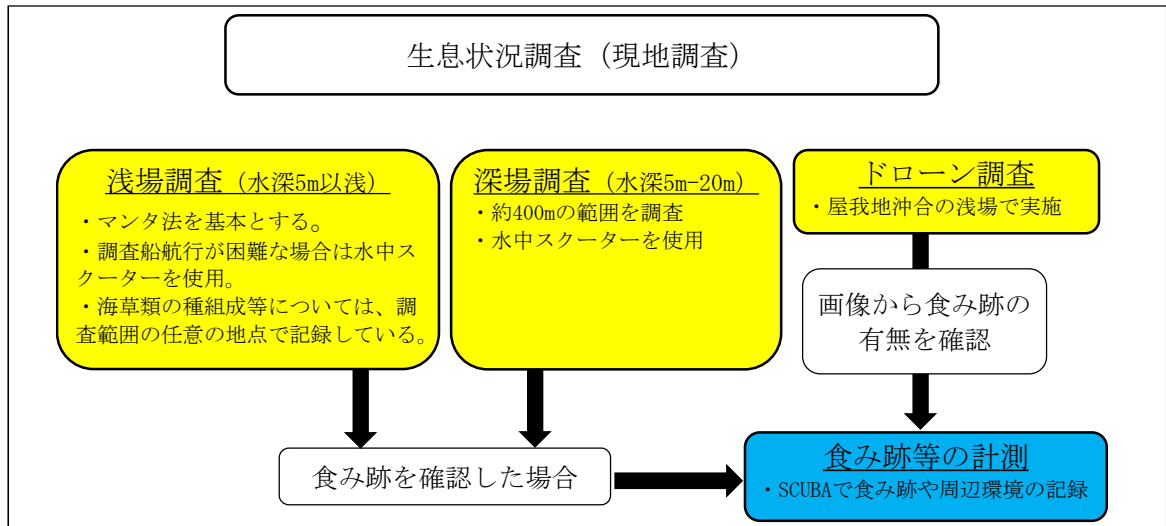 生息状況調査（現地調査）
浅場調査（水深5m以浅）
・マンタ法を基本とする。
・調査船航行が困難な場合は水中ス
クーターを使用。
・海草類の種組成等については、調
査範囲の任意の地点で記録している。
深場調査（水深5m-20m）
・約400mの範囲を調査
・水中スクーターを使用
ドローン調査
・屋我地沖合の浅場で実施
画像から食み跡の
有無を確認
食み跡を確認した場合
食み跡等の計測
・SCUBAで食み跡や周辺環境の記録